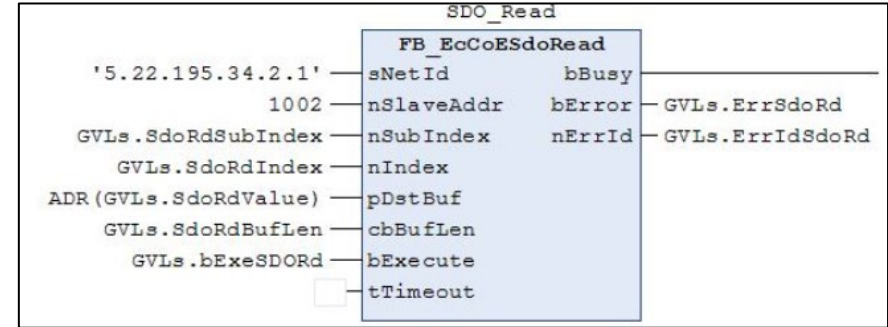 SDO_Read
FB_EcCoESdoRead
'5.22.195.34.2.1' sNetId bBusy
1002 nSlaveAddr bError GVLs.ErrSdoRd
GVLs.SdoRdSubIndex nSubIndex nErrId GVLs.ErrIdSdoRd
GVLs.SdoRdIndex nIndex
ADR(GVLs.SdoRdValue) pDstBuf
GVLs.SdoRdBufLen cbBufLen
GVLs.bExeSDORd bExecute
tTimeout